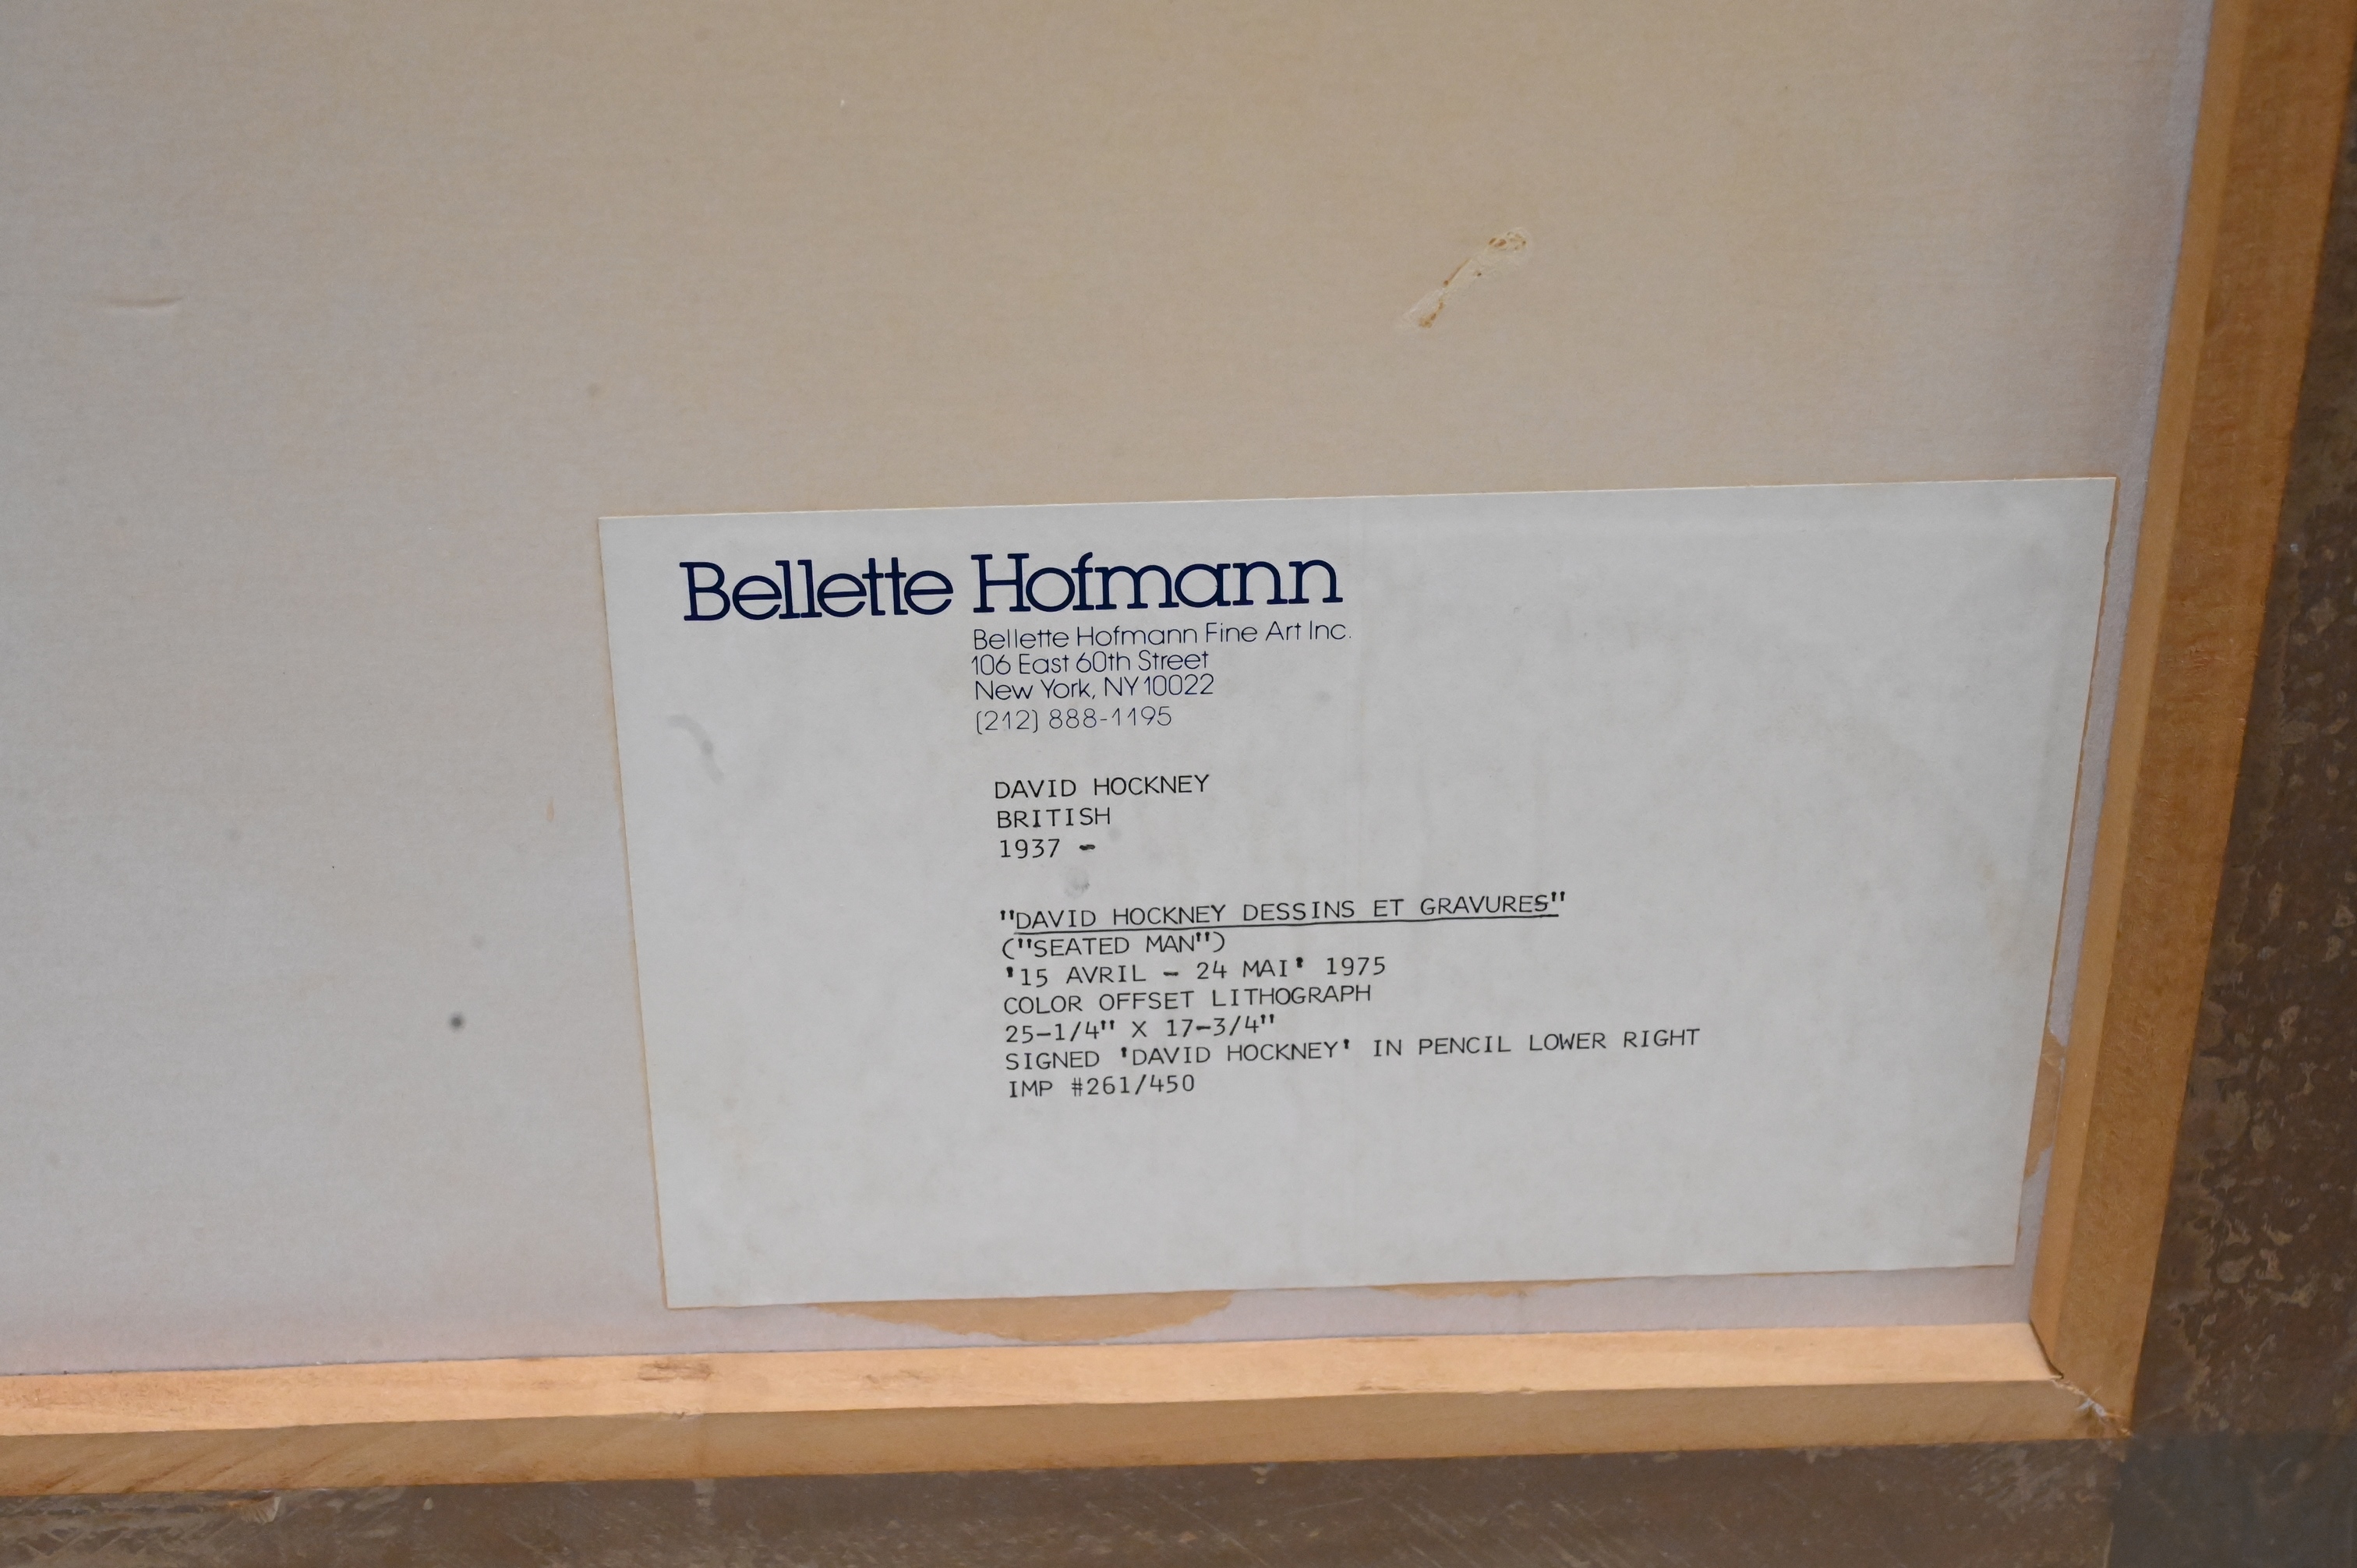 Bellette Hofmann
Bellette Hofmann Fine Art Inc.
106 East 60th Street
New York, NY 10022
(212) 888-1195
DAVID HOCKNEY
BRITISH
1937 -
"DAVID HOCKNEY DESSINS ET GRAVURES"
("SEATED MAN")
'15 AVRIL - 24 MAI' 1975
COLOR OFFSET LITHOGRAPH
25-1/4" X 17-3/4"
SIGNED 'DAVID HOCKNEY' IN PENCIL LOWER RIGHT
IMP #261/450